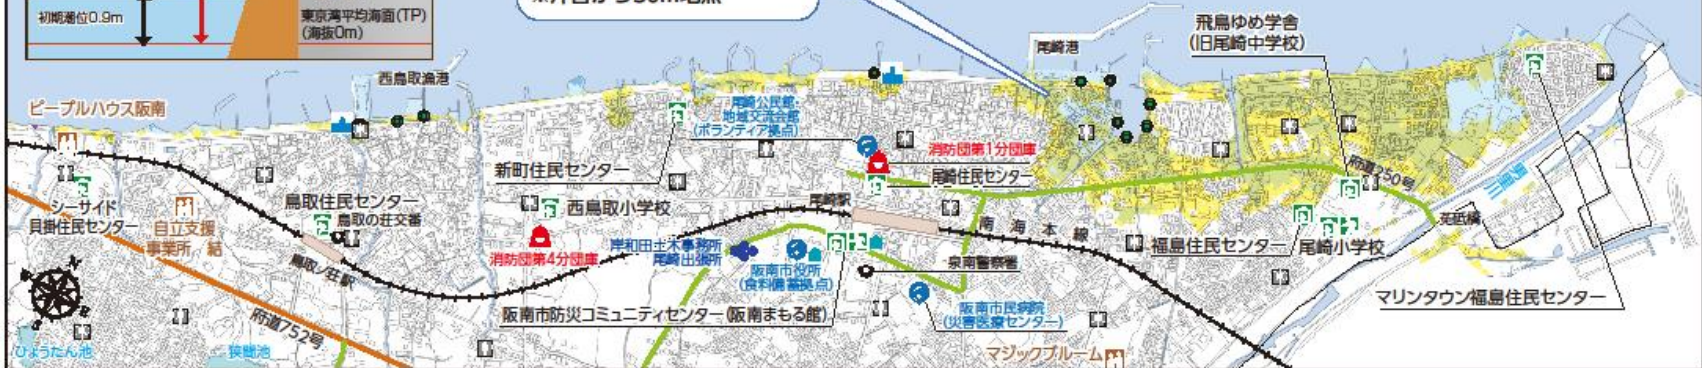 初期潮位0.9m
東京湾平均海面(TP)
(海抜0m)
西鳥取漁港
尾崎港
飛鳥ゆめ学舎
(旧尾崎中学校)
ピープルハウス阪南
尾崎公民館・
地域交流会館
(ボランティア拠点)
消防団第1分団庫
尾崎住民センター
新町住民センター
府道250号
男里川
シーサイド
貝掛住民センター
自立支援
事業所 結
鳥取住民センター
鳥取の荘交番
西鳥取小学校
尾崎駅
南海本線
福島住民センター
尾崎小学校
鳥取ノ荘駅
消防団第4分団庫
岸和田土木事務所
尾崎出張所
阪南市役所
(食料備蓄拠点)
泉南警察署
マリンタウン福島住民センター
阪南市防災コミュニティセンター(阪南まもる館)
阪南市民病院
(災害医療センター)
府道752号
ひょうたん池
狭間池
マジックブルーム
N
E
S
W